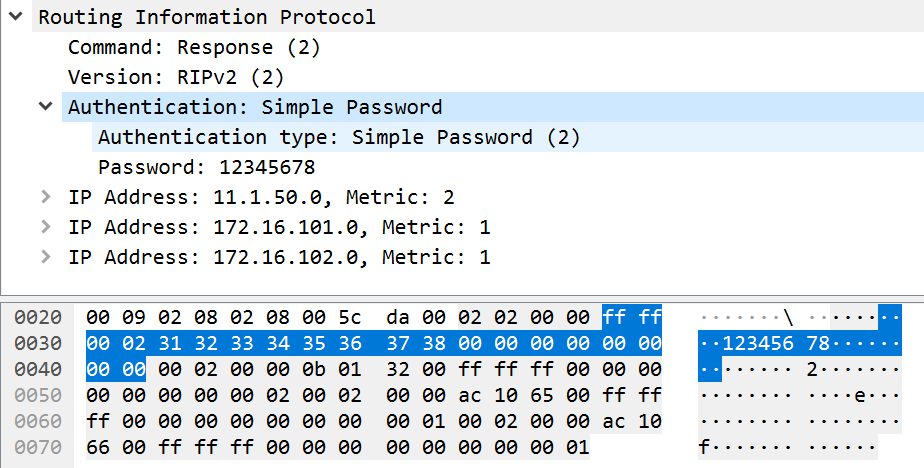 Routing Information Protocol
Command: Response (2)
Version: RIPv2 (2)
Authentication: Simple Password
Authentication type: Simple Password (2)
Password: 12345678
IP Address: 11.1.50.0, Metric: 2
IP Address: 172.16.101.0, Metric: 1
IP Address: 172.16.102.0, Metric: 1
0020 00 09 02 08 02 08 00 5c da 00 02 02 00 00 ff ff ·······\ ········
0030 00 02 31 32 33 34 35 36 37 38 00 00 00 00 00 00 ··123456 78······
0040 00 00 00 02 00 00 0b 01 32 00 ff ff ff 00 00 00 ········ 2·······
0050 00 00 00 00 00 02 00 02 00 00 ac 10 65 00 ff ff ········ ····e···
0060 ff 00 00 00 00 00 00 00 00 01 00 02 00 00 ac 10 ········ ········
0070 66 00 ff ff ff 00 00 00 00 00 00 00 00 01 f······· ······